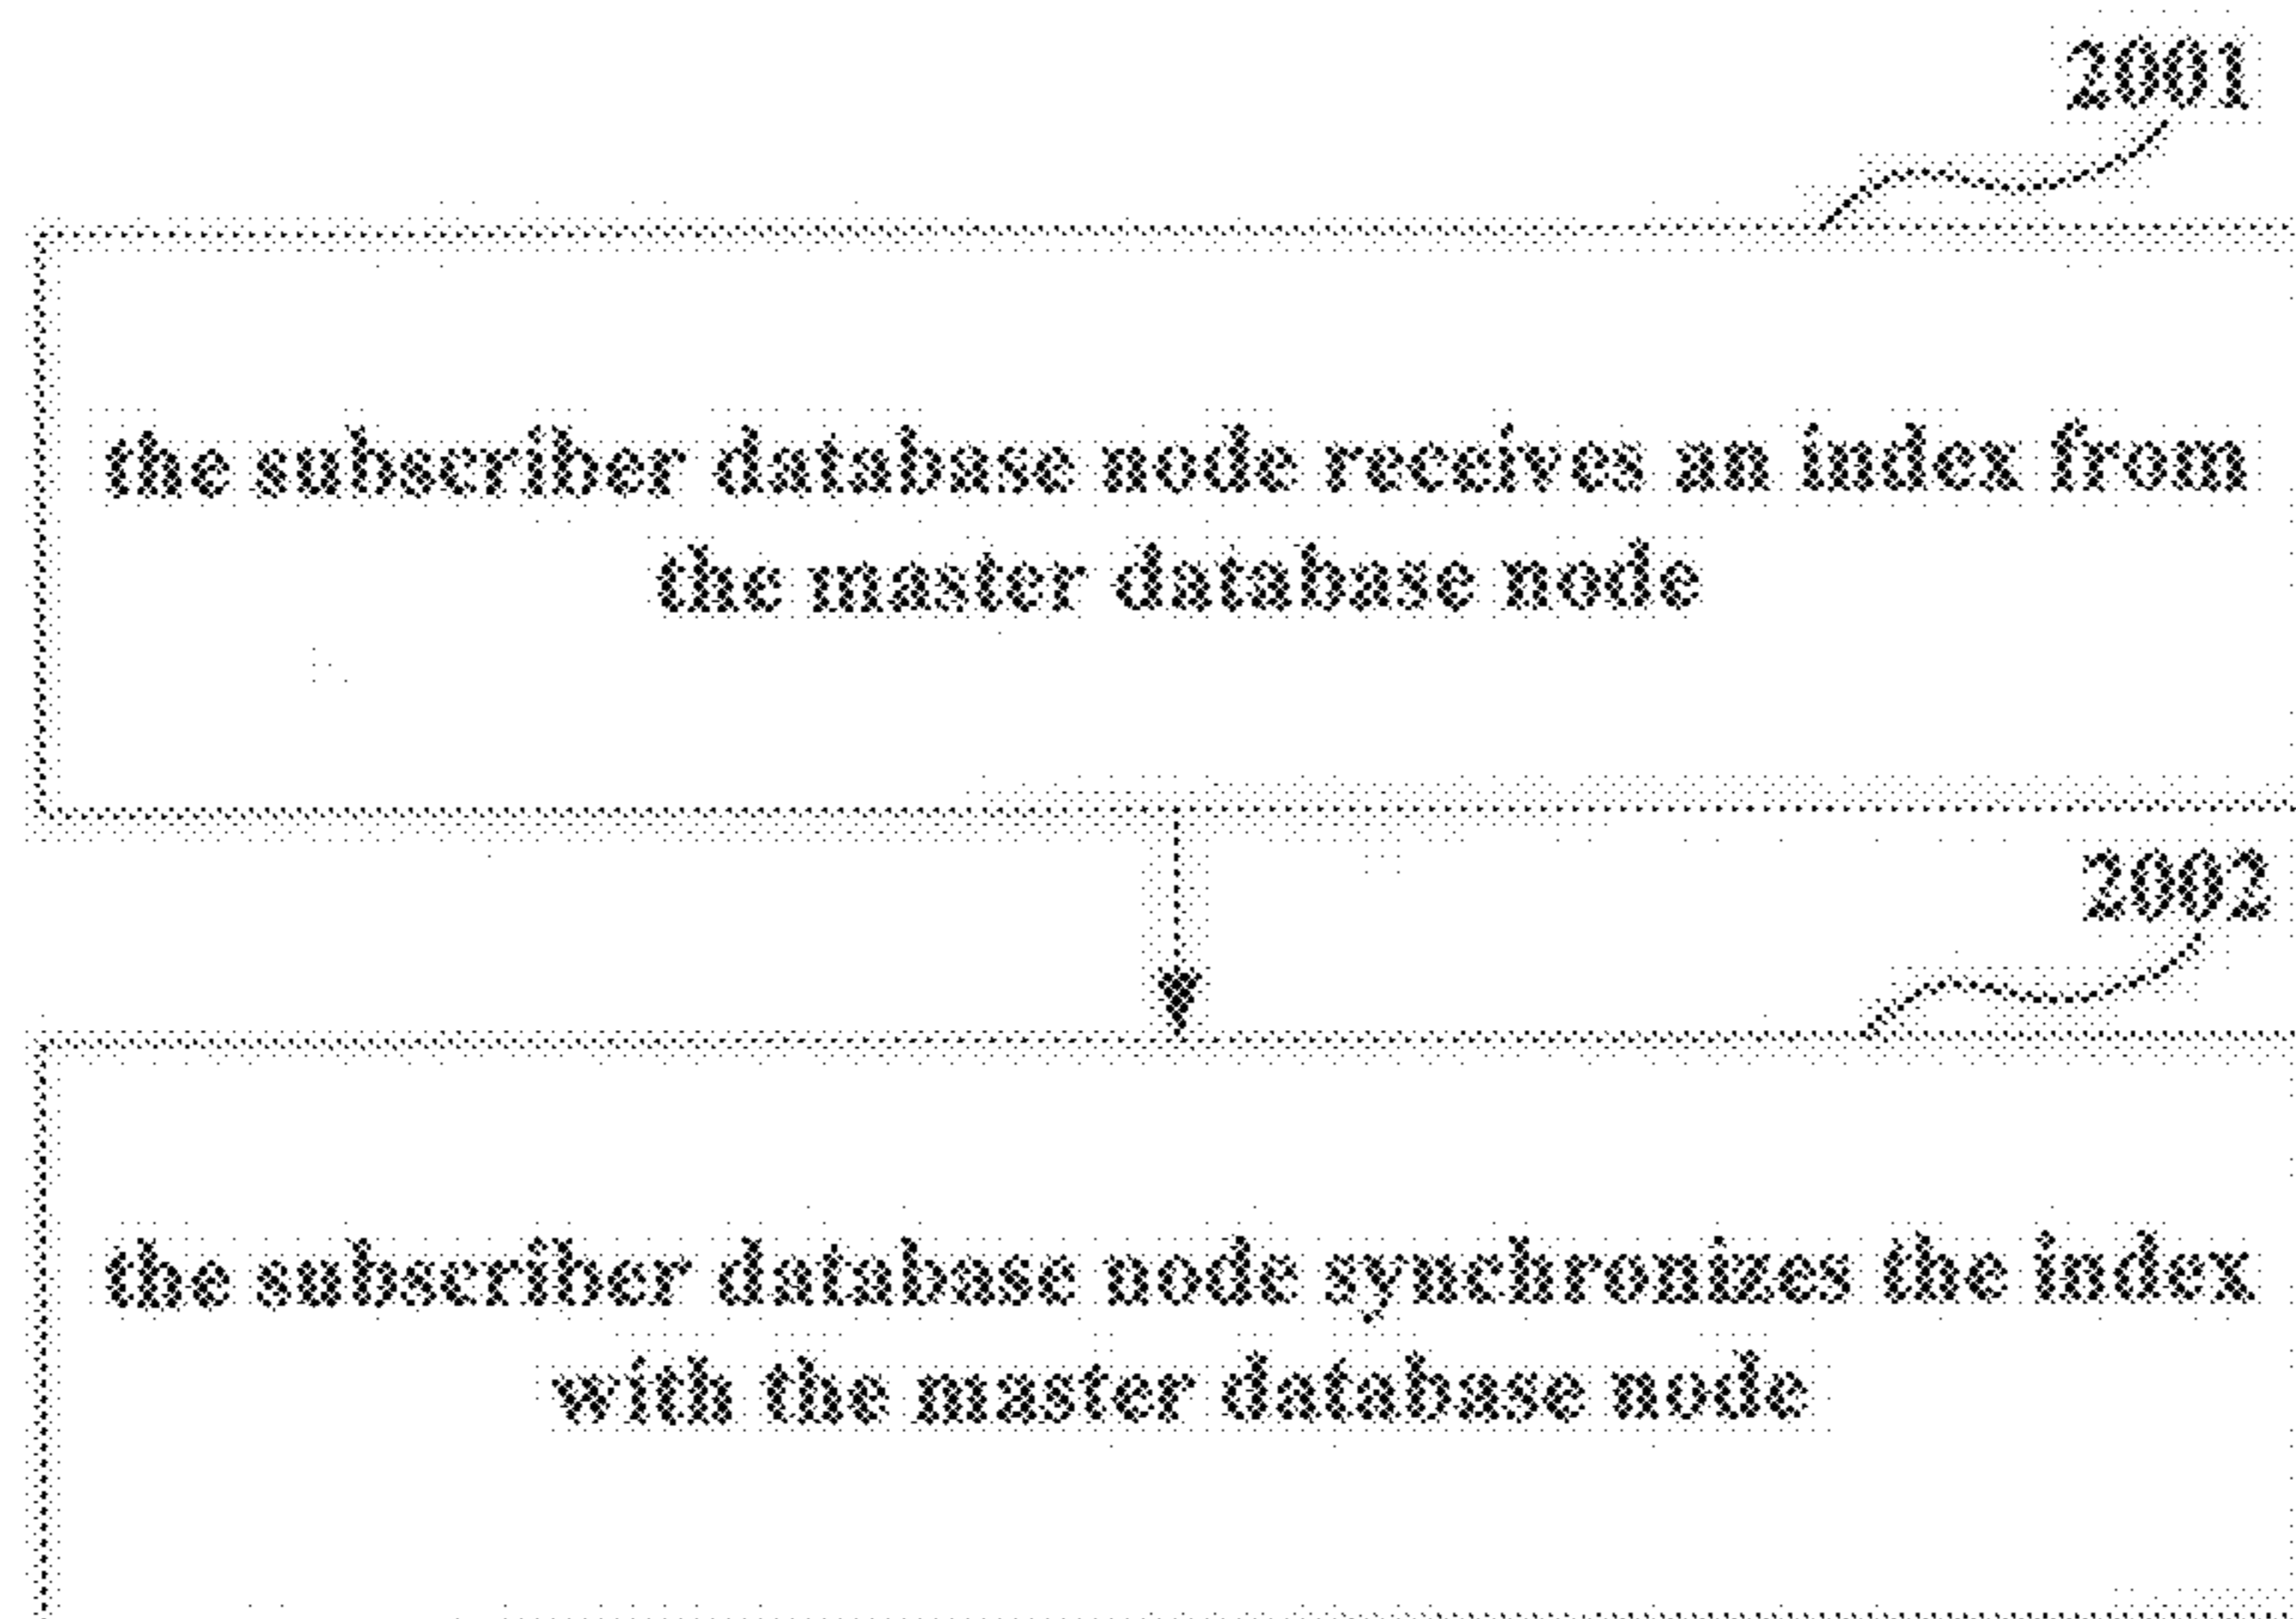 2001
the subscriber database node receives an index from
the master database node
2002
the subscriber database node synchronizes the index
with the master database node